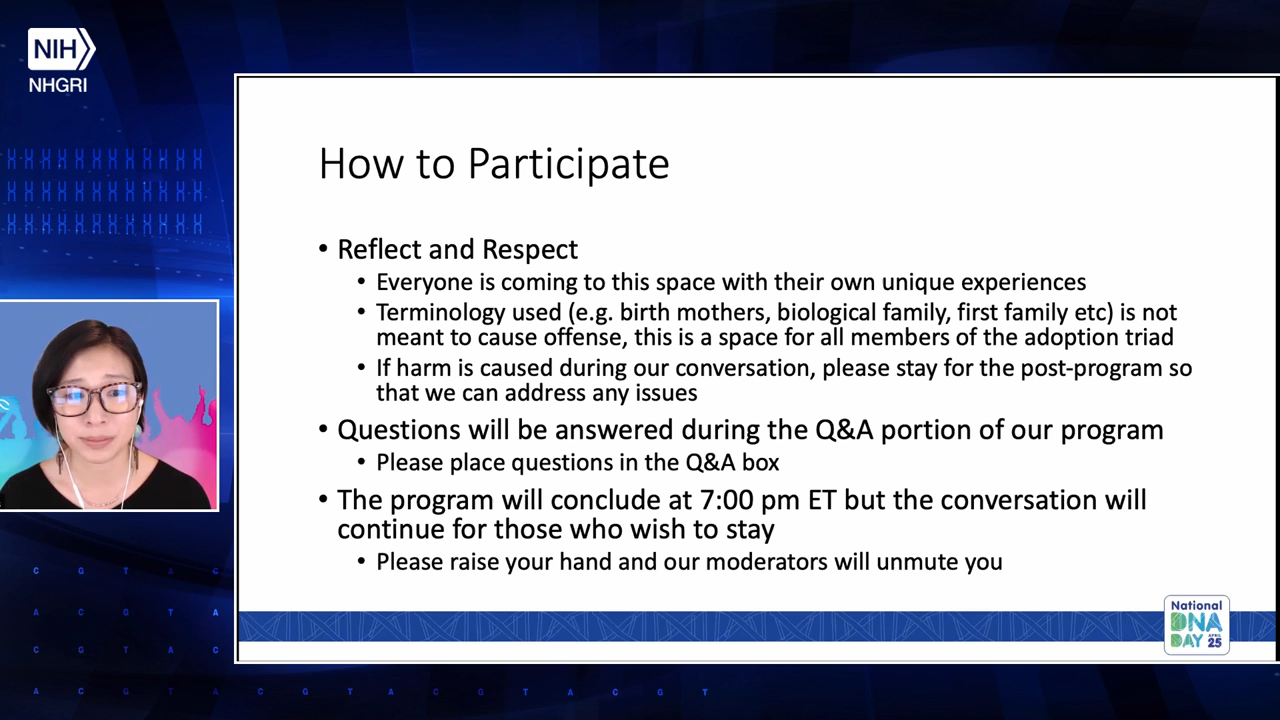 NIH
NHGRI
How to Participate
• Reflect and Respect
• Everyone is coming to this space with their own unique experiences
• Terminology used (e.g. birth mothers, biological family, first family etc) is not
meant to cause offense, this is a space for all members of the adoption triad
• If harm is caused during our conversation, please stay for the post-program so
that we can address any issues
• Questions will be answered during the Q&A portion of our program
• Please place questions in the Q&A box
• The program will conclude at 7:00 pm ET but the conversation will
continue for those who wish to stay
• Please raise your hand and our moderators will unmute you
National
DNA
DAY APRIL 25
C G T A C
A C G T A
C G T A C
A C G T A C G T A C G T A C G T